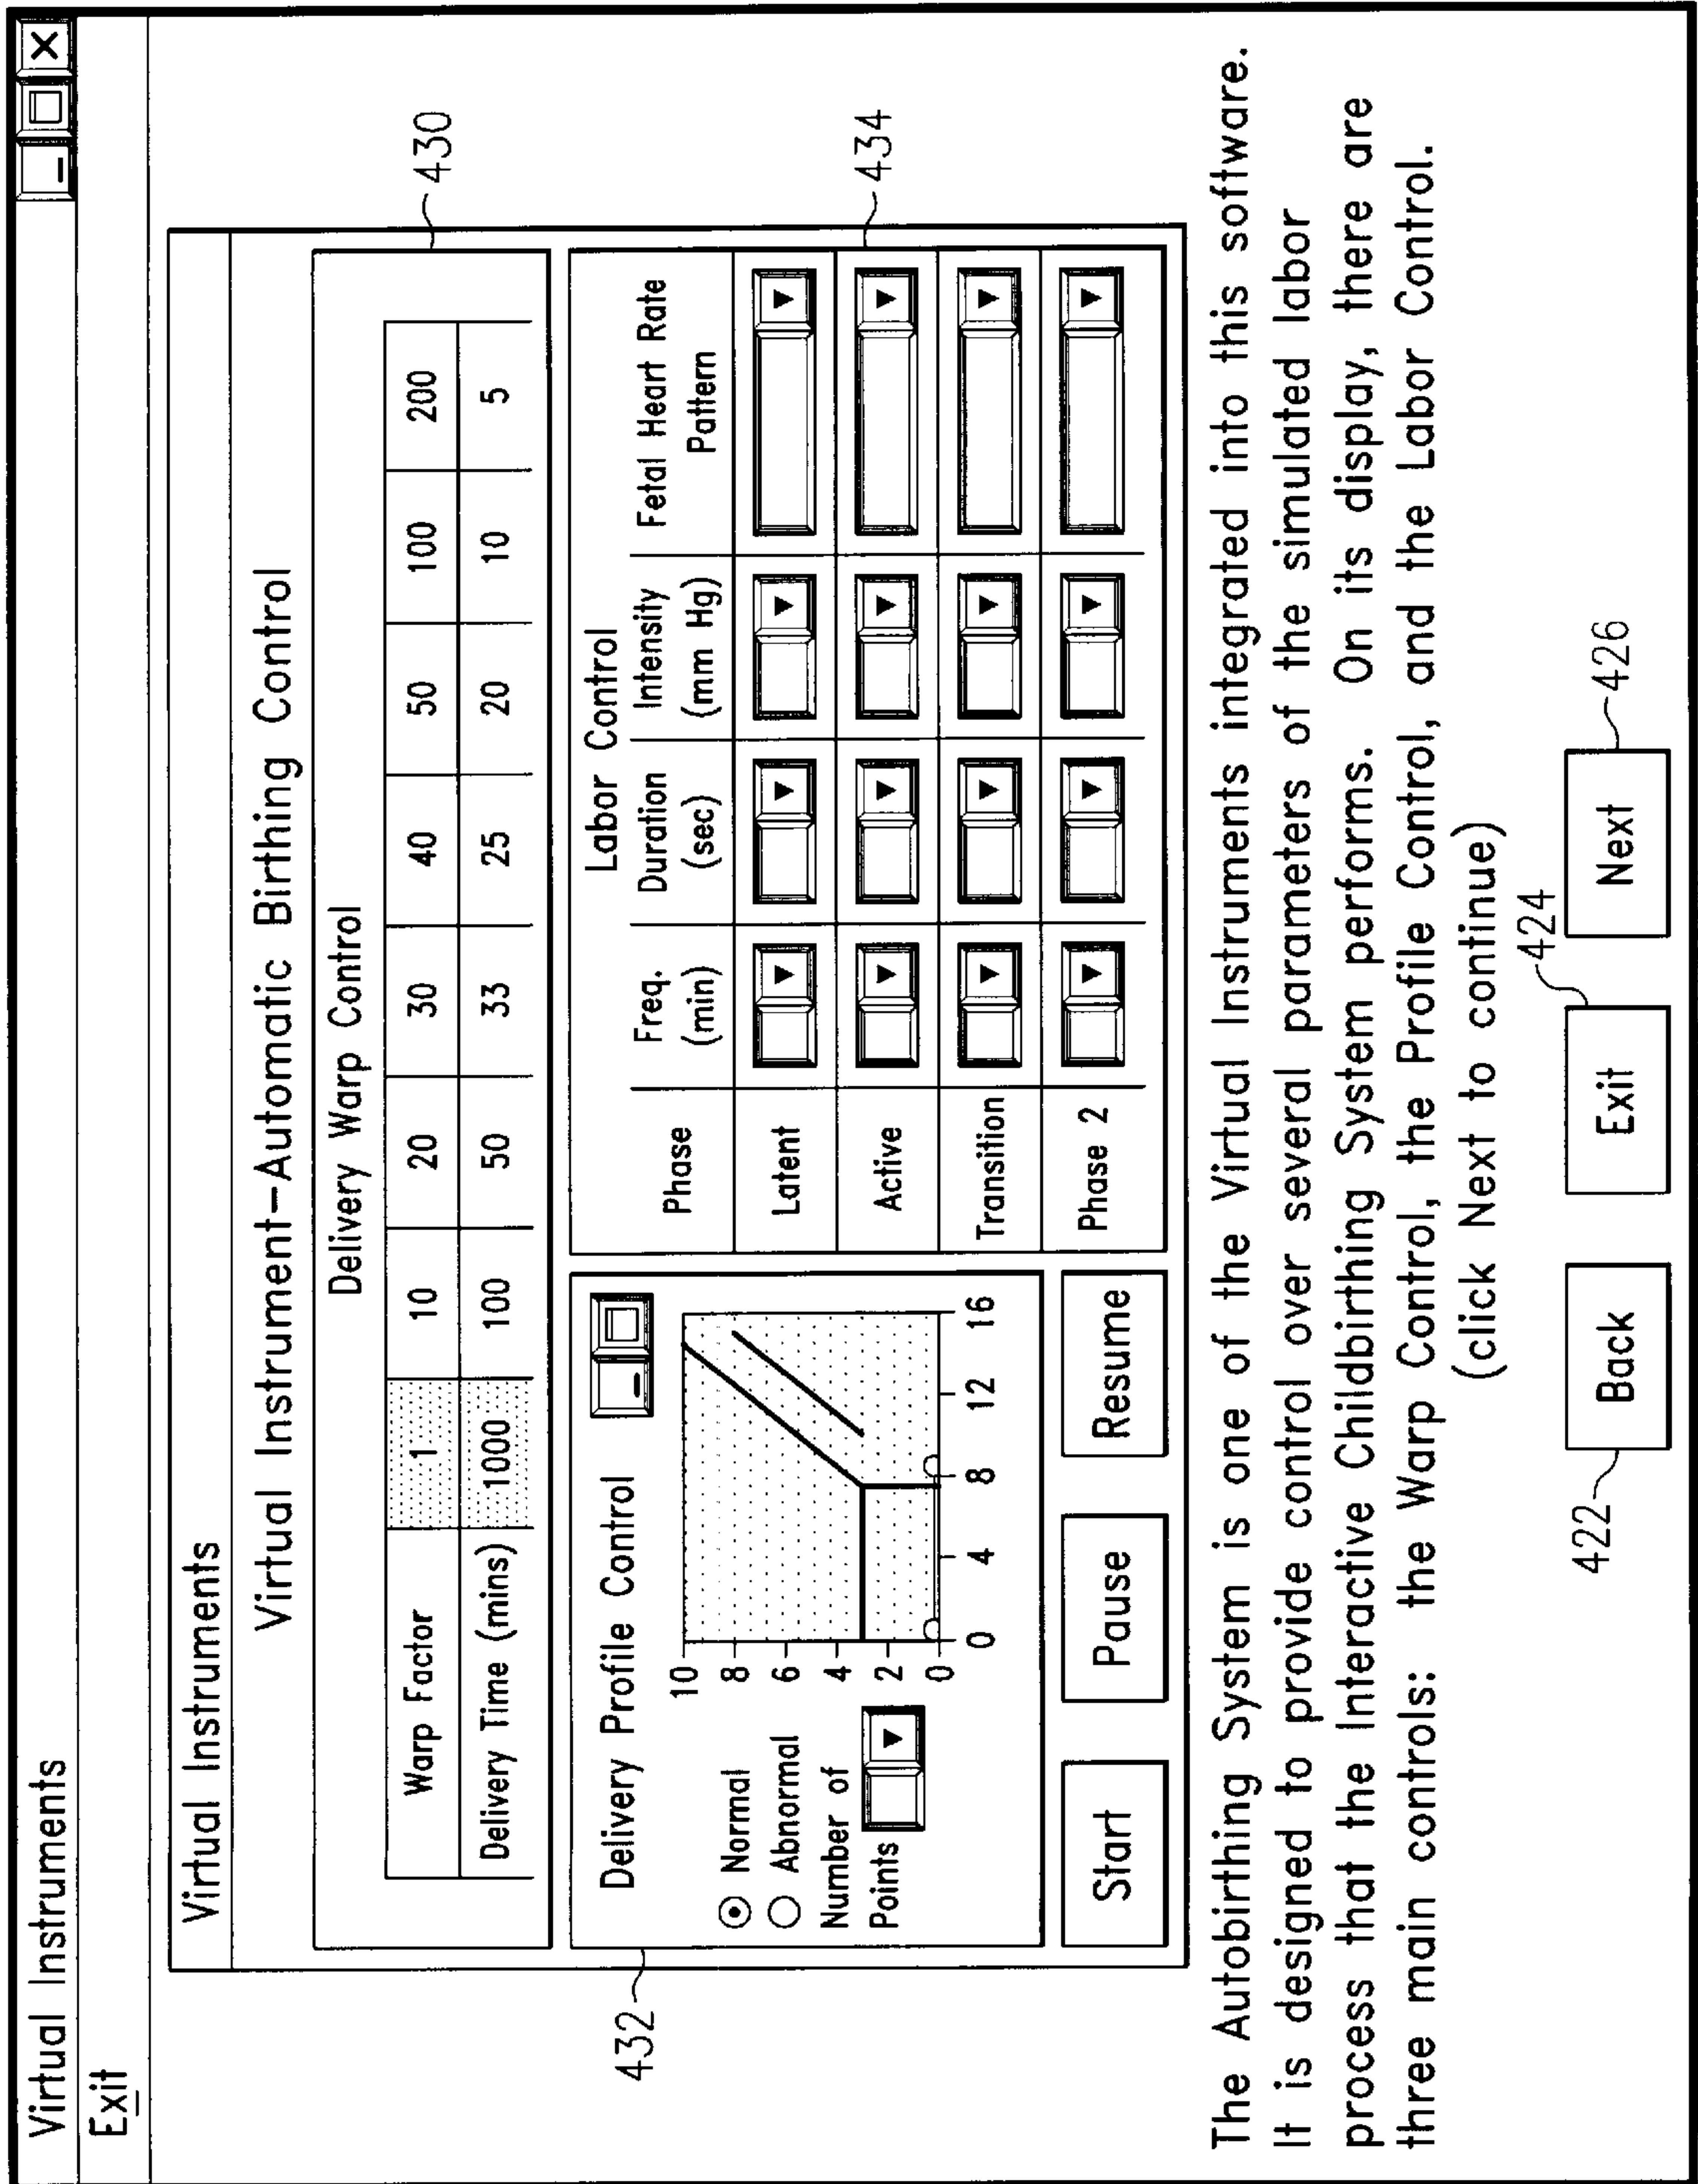 Virtual Instruments
Exit
Virtual Instruments
Virtual Instrument-Automatic Birthing Control
Delivery Warp Control
430
Warp Factor 1 10 20 30 40 50 100 200
Delivery Time (mins) 1000 100 50 33 25 20 10 5
432
Delivery Profile Control
Normal
Abnormal
Number of
Points
10
8
6
4
2
0
0 4 8 12 16
Labor Control
434
Phase Freq. (min) Duration (sec) Intensity (mm Hg) Fetal Heart Rate Pattern
Latent
Active
Transition
Phase 2
Start Pause Resume
The Autobirthing System is one of the Virtual Instruments integrated into this software.
It is designed to provide control over several parameters of the simulated labor
process that the Interactive Childbirthing System performs. On its display, there are
three main controls: the Warp Control, the Profile Control, and the Labor Control.
(click Next to continue)
422 424 426
Back Exit Next